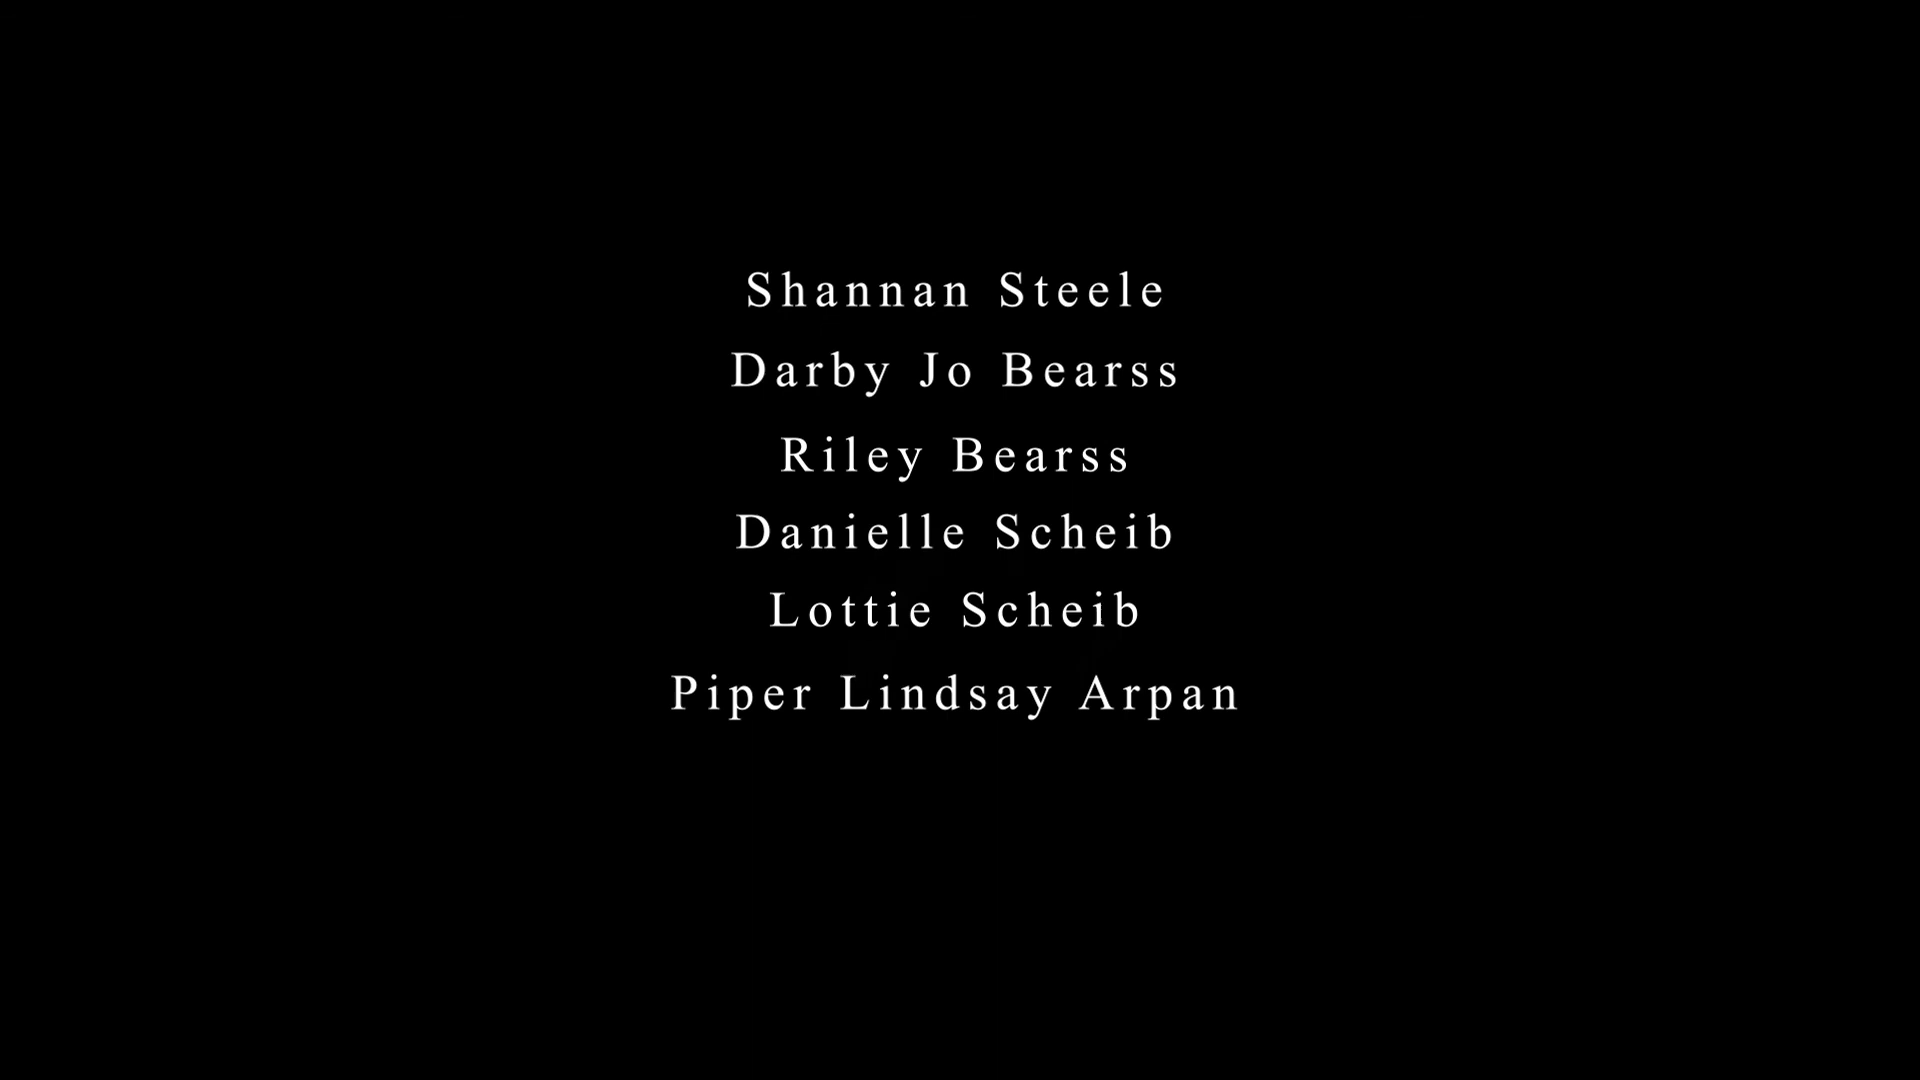 Shannan Steele
Darby Jo Bearss
Riley Bearss
Danielle Scheib
Lottie Scheib
Piper Lindsay Arpan